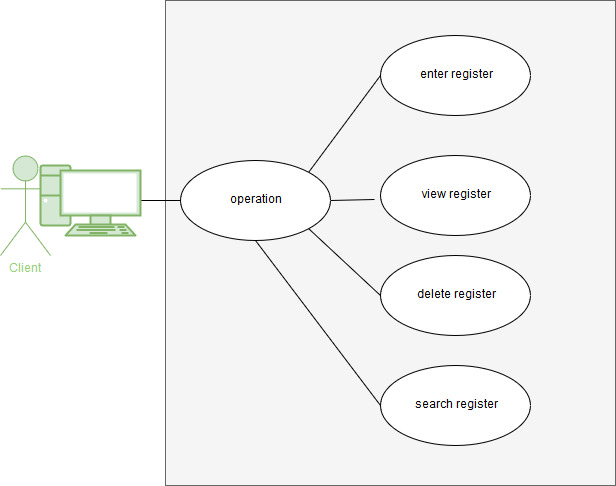 enter register
view register
operation
Client
delete register
search register